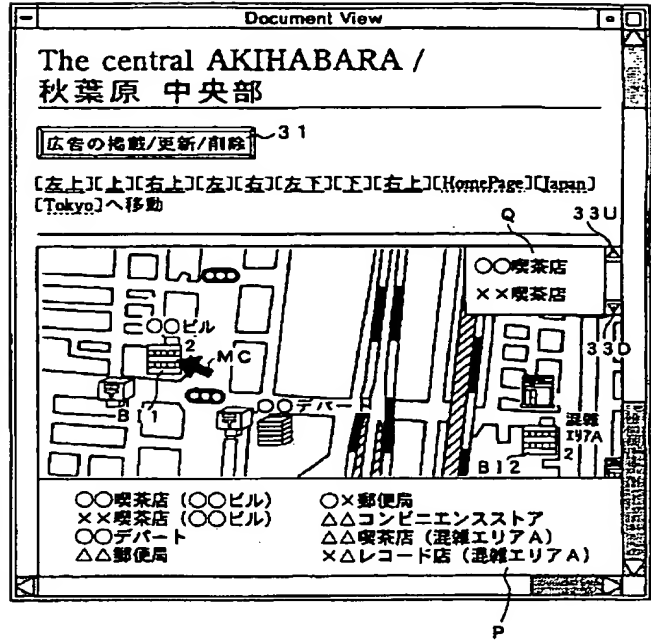 Document View
The central AKIHABARA /
秋葉原 中央部
広告の掲載/更新/削除
31
[左上][上][右上][左][右][左下][下][右上][HomePage][Japan]
[Tokyo]へ移動
Q
33U
○○喫茶店
××喫茶店
33D
○○ビル
2
MC
BI1
○○デパート
混雑
エリアA
2
BI2
○○喫茶店（○○ビル）
××喫茶店（○○ビル）
○○デパート
△△郵便局
○×郵便局
△△コンビニエンスストア
△△喫茶店（混雑エリアA）
×△レコード店（混雑エリアA）
P